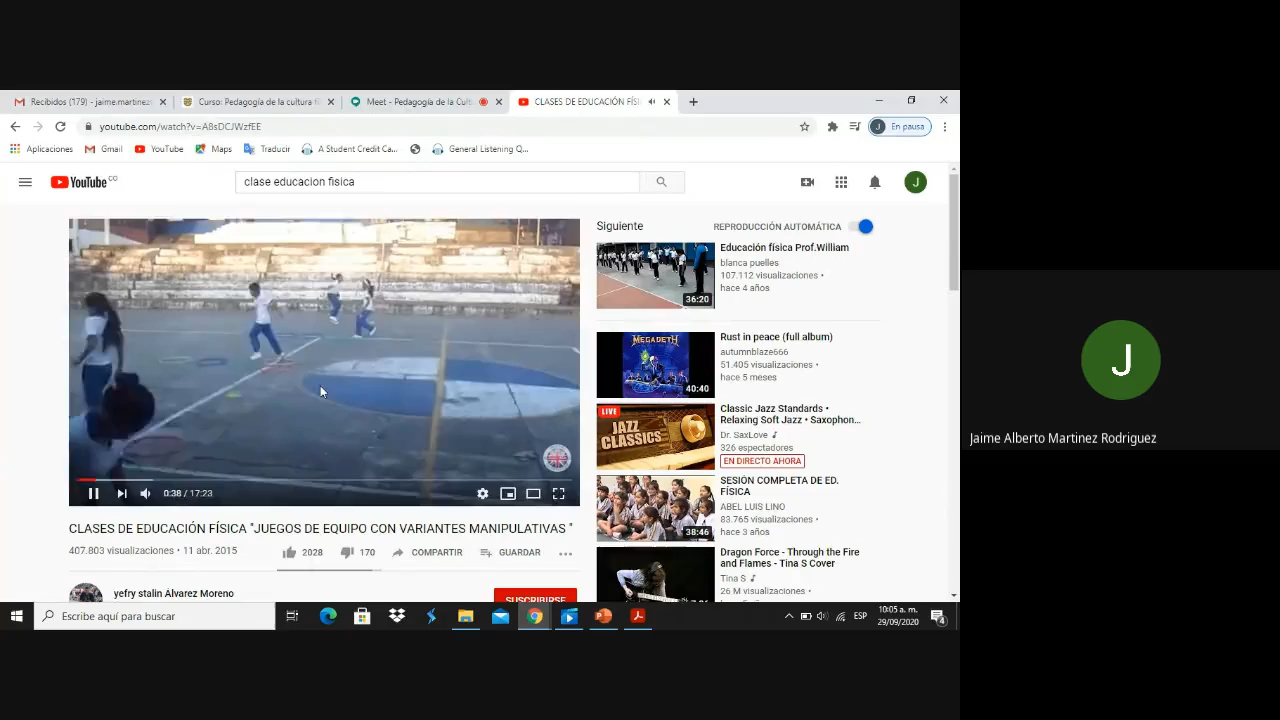 Recibidos (179) - jaime.martinez
Curso: Pedagogía de la cultura fí
Meet - Pedagogía de la Cultu
CLASES DE EDUCACIÓN FÍSI
youtube.com/watch?v=A8sDCJWzfEE
J
En pausa
Aplicaciones
Gmail
YouTube
Maps
Traducir
A Student Credit Ca...
General Listening Q...
YouTube CO
clase educacion fisica
J
Siguiente
REPRODUCCIÓN AUTOMÁTICA
Educación física Prof.William
blanca puelles
107.112 visualizaciones •
hace 4 años
36:20
MEGADETH
Rust in peace (full album)
autumnblaze666
51.405 visualizaciones •
hace 5 meses
40:40
LIVE
JAZZ
CLASSICS
Classic Jazz Standards •
Relaxing Soft Jazz • Saxophon...
Dr. SaxLove
326 espectadores
EN DIRECTO AHORA
SESIÓN COMPLETA DE ED.
FÍSICA
ABEL LUIS LINO
83.765 visualizaciones •
hace 3 años
38:46
Dragon Force - Through the Fire
and Flames - Tina S Cover
Tina S
26 M visualizaciones •
0:38 / 17:23
CLASES DE EDUCACIÓN FÍSICA "JUEGOS DE EQUIPO CON VARIANTES MANIPULATIVAS "
407.803 visualizaciones • 11 abr. 2015
2028
170
COMPARTIR
GUARDAR
yefry stalin Álvarez Moreno
SUSCRIBIRSE
Escribe aquí para buscar
ESP
10:05 a. m.
29/09/2020
4
J
Jaime Alberto Martinez Rodriguez